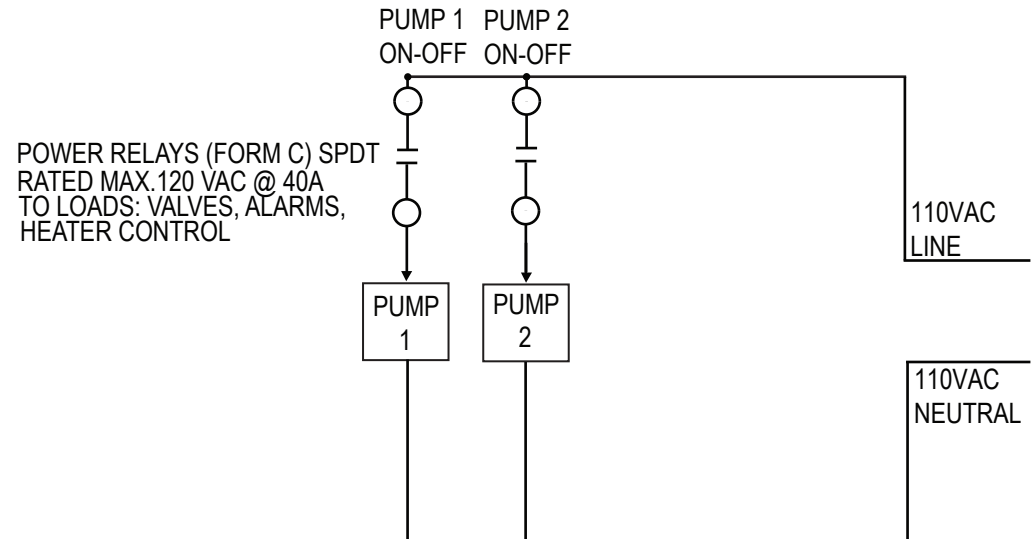 PUMP 1 PUMP 2
ON-OFF ON-OFF
POWER RELAYS (FORM C) SPDT
RATED MAX.120 VAC @ 40A
TO LOADS: VALVES, ALARMS,
HEATER CONTROL
110VAC
LINE
PUMP
1
PUMP
2
110VAC
NEUTRAL